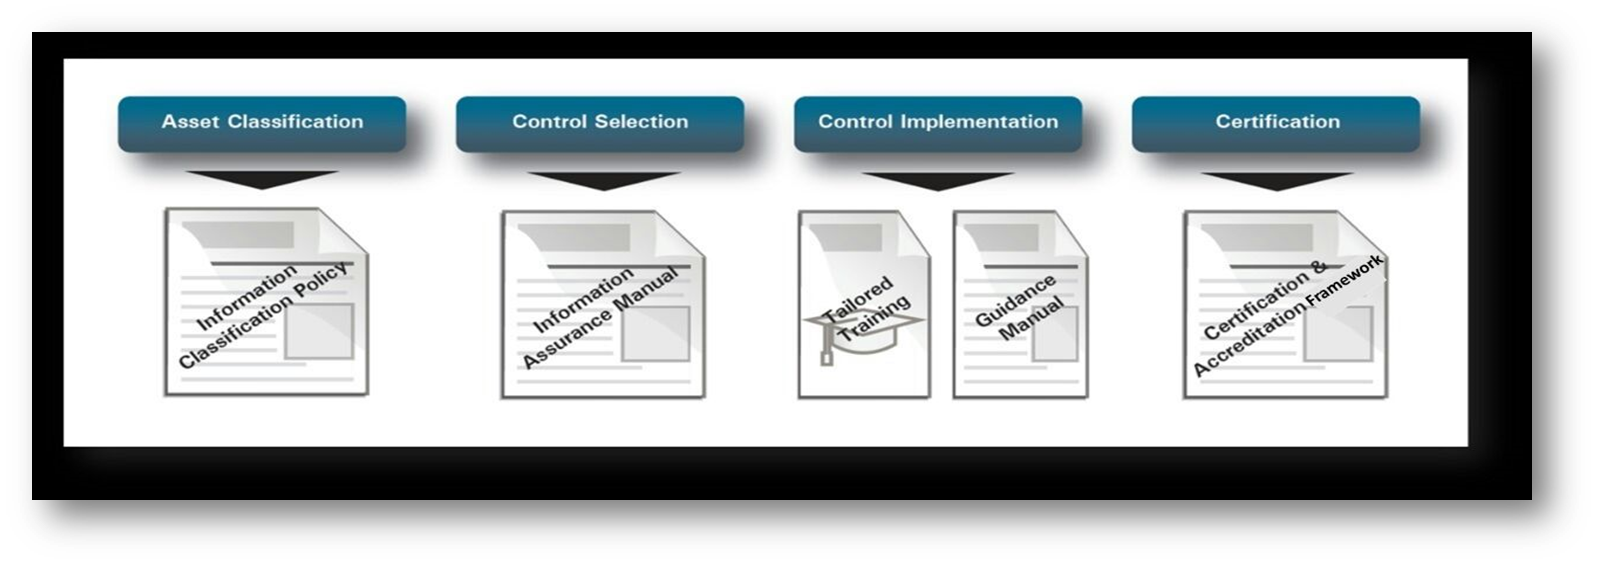 Asset Classification
Control Selection
Control Implementation
Certification
Information
Classification Policy
Information
Assurance Manual
Tailored
Training
Guidance
Manual
Certification &
Accreditation Framework